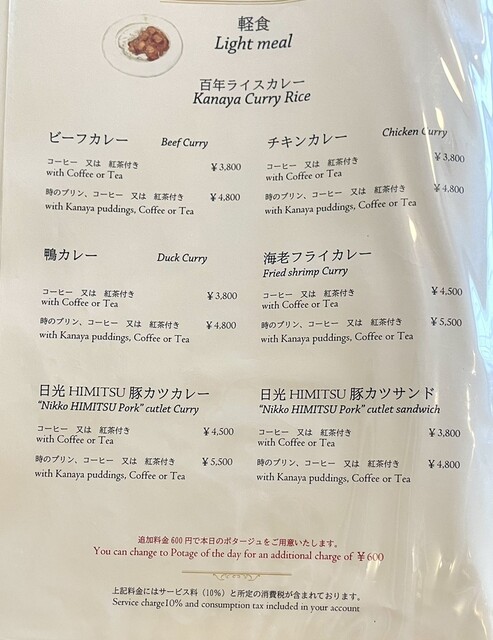 軽食
Light meal
百年ライスカレー
Kanaya Curry Rice
ビーフカレー Beef Curry
コーヒー 又は 紅茶付き ¥3,800
with Coffee or Tea
時のプリン、コーヒー 又は 紅茶付き ¥4,800
with Kanaya puddings, Coffee or Tea
チキンカレー Chicken Curry
コーヒー 又は 紅茶付き ¥3,800
with Coffee or Tea
時のプリン、コーヒー 又は 紅茶付き ¥4,800
with Kanaya puddings, Coffee or Tea
鴨カレー Duck Curry
コーヒー 又は 紅茶付き ¥3,800
with Coffee or Tea
時のプリン、コーヒー 又は 紅茶付き ¥4,800
with Kanaya puddings, Coffee or Tea
海老フライカレー
Fried shrimp Curry
コーヒー 又は 紅茶付き ¥4,500
with Coffee or Tea
時のプリン、コーヒー 又は 紅茶付き ¥5,500
with Kanaya puddings, Coffee or Tea
日光 HIMITSU 豚カツカレー
"Nikko HIMITSU Pork" cutlet Curry
コーヒー 又は 紅茶付き ¥4,500
with Coffee or Tea
時のプリン、コーヒー 又は 紅茶付き ¥5,500
with Kanaya puddings, Coffee or Tea
日光 HIMITSU 豚カツサンド
"Nikko HIMITSU Pork" cutlet sandwich
コーヒー 又は 紅茶付き ¥3,800
with Coffee or Tea
時のプリン、コーヒー 又は 紅茶付き ¥4,800
with Kanaya puddings, Coffee or Tea
追加料金 600 円で本日のポタージュをご用意いたします。
You can change to Potage of the day for an additional charge of ¥600
上記料金にはサービス料（10%）と所定の消費税が含まれております。
Service charge10% and consumption tax included in your account